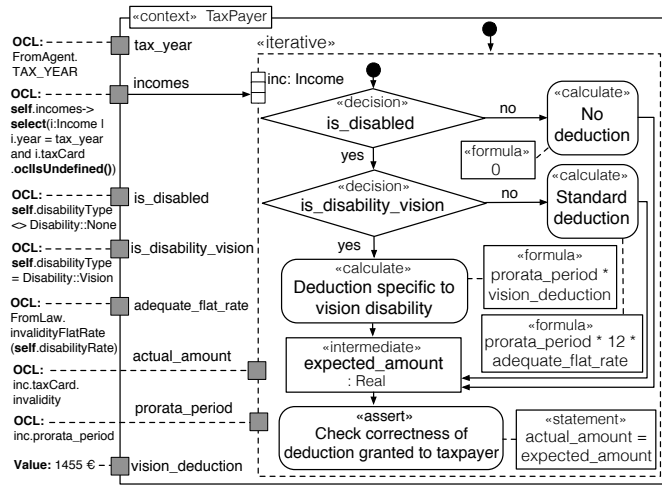 «context» TaxPayer
OCL:
FromAgent.
TAX_YEAR
tax_year
OCL:
self.incomes->
select(i:Income |
i.year = tax_year
and i.taxCard
.oclIsUndefined())
incomes
OCL:
self.disabilityType
<> Disability::None
is_disabled
OCL:
self.disabilityType
= Disability::Vision
is_disability_vision
OCL:
FromLaw.
invalidityFlatRate
(self.disabilityRate)
adequate_flat_rate
OCL:
inc.taxCard.
invalidity
actual_amount
OCL:
inc.prorata_period
prorata_period
Value: 1455 €
vision_deduction
«iterative»
inc: Income
«decision»
is_disabled
no
yes
«calculate»
No
deduction
«formula»
0
«decision»
is_disability_vision
no
yes
«calculate»
Standard
deduction
«calculate»
Deduction specific to
vision disability
«formula»
prorata_period *
vision_deduction
«formula»
prorata_period * 12 *
adequate_flat_rate
«intermediate»
expected_amount
: Real
«assert»
Check correctness of
deduction granted to taxpayer
«statement»
actual_amount =
expected_amount